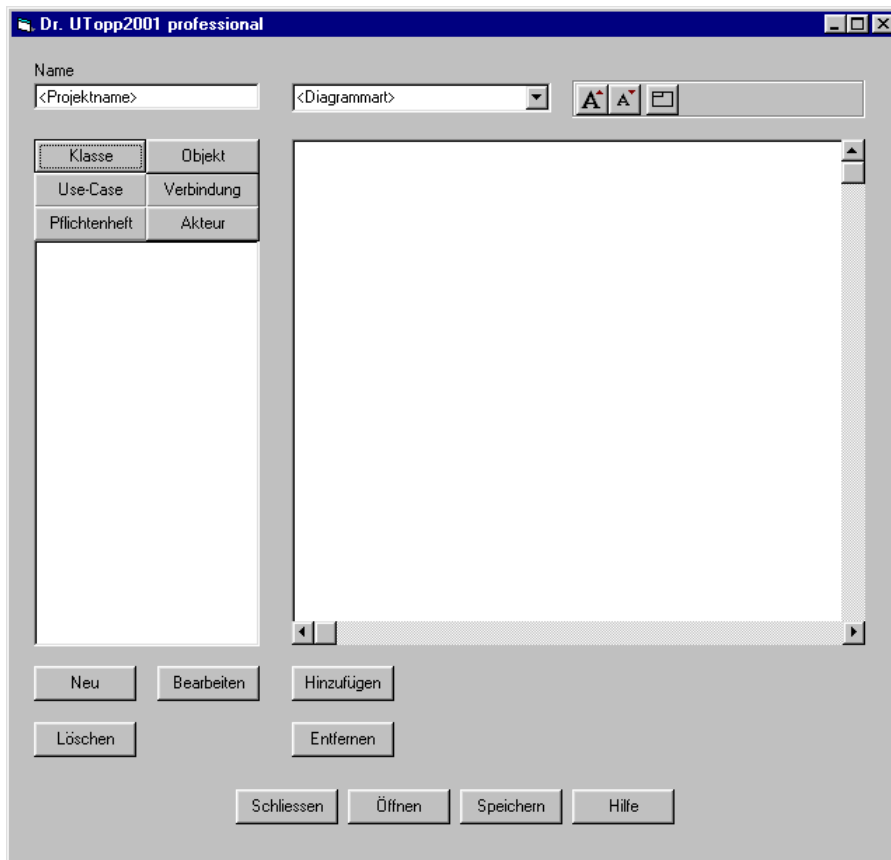 Dr. UTopp2001 professional
Name
<Projektname>
<Diagrammart>
A A
Klasse Objekt
Use-Case Verbindung
Pflichtenheft Akteur
Neu Bearbeiten Hinzufügen
Löschen Entfernen
Schliessen Öffnen Speichern Hilfe